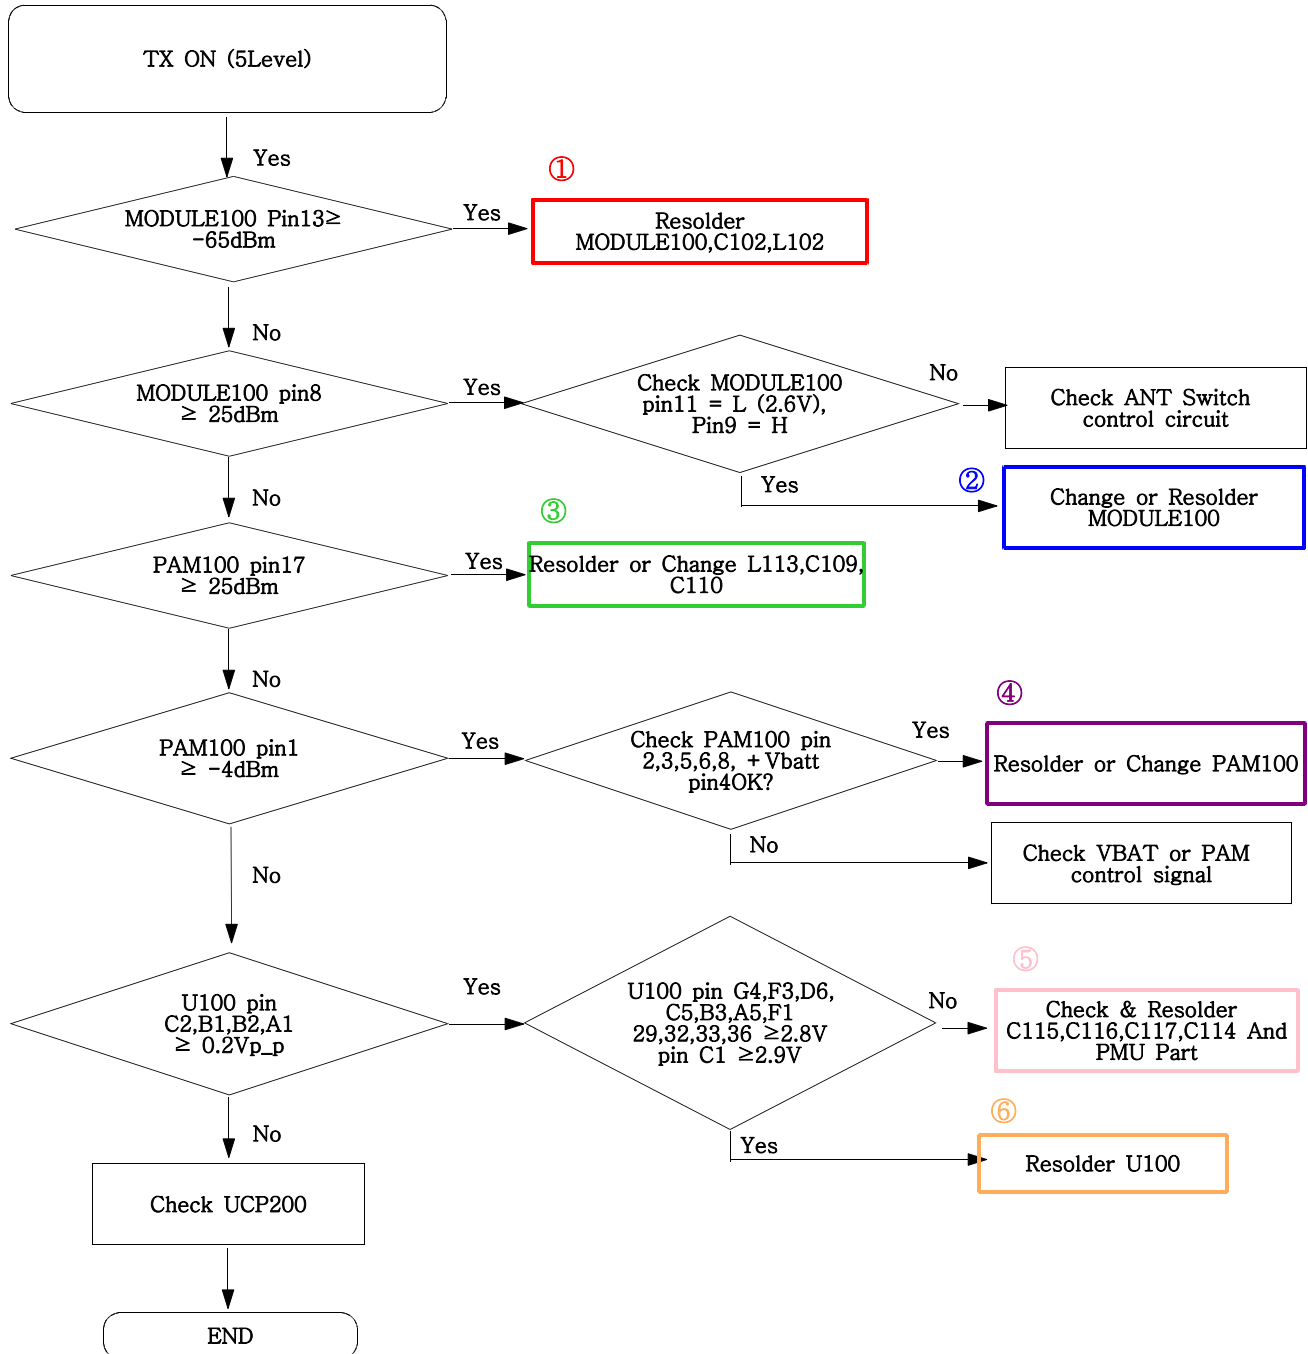 TX ON (5Level)
Yes
①
MODULE100 Pin13≥
-65dBm
Yes
Resolder
MODULE100,C102,L102
No
MODULE100 pin8
≥ 25dBm
Yes
Check MODULE100
pin11 = L (2.6V),
Pin9 = H
No
Check ANT Switch
control circuit
Yes
②
Change or Resolder
MODULE100
No
③
PAM100 pin17
≥ 25dBm
Yes
Resolder or Change L113,C109,
C110
No
④
PAM100 pin1
≥ -4dBm
Yes
Check PAM100 pin
2,3,5,6,8, +Vbatt
pin4OK?
Yes
Resolder or Change PAM100
No
Check VBAT or PAM
control signal
No
⑤
U100 pin
C2,B1,B2,A1
≥ 0.2Vp_p
Yes
U100 pin G4,F3,D6,
C5,B3,A5,F1
29,32,33,36 ≥2.8V
pin C1 ≥2.9V
No
Check & Resolder
C115,C116,C117,C114 And
PMU Part
⑥
No
Yes
Resolder U100
Check UCP200
END